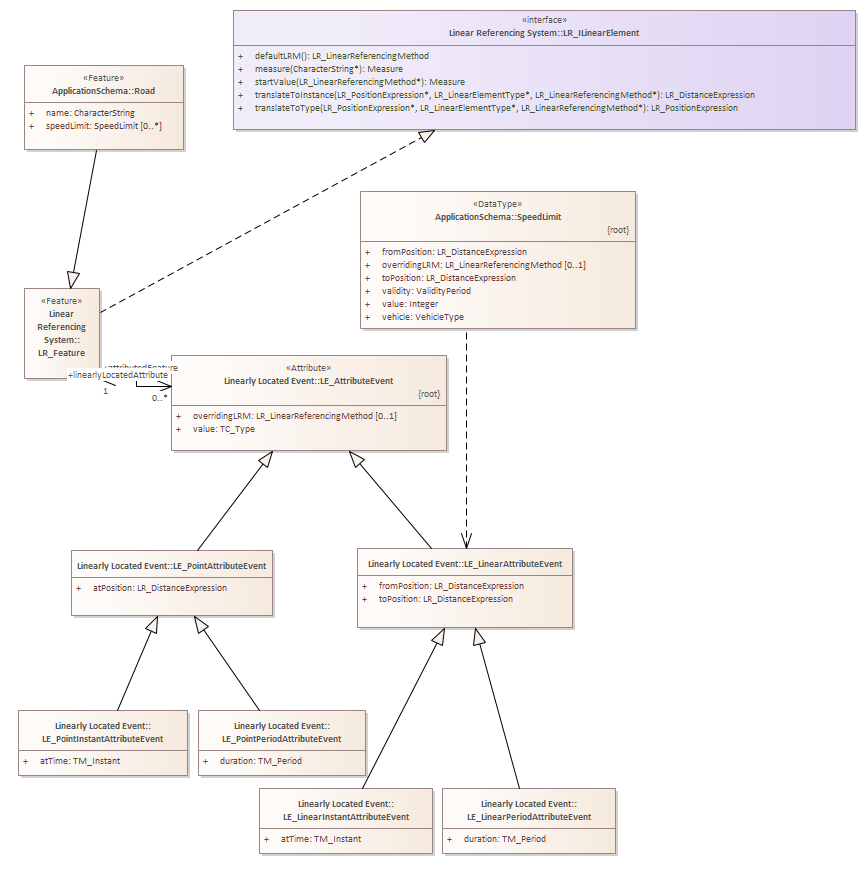 «interface»
Linear Referencing System::LR_ILinearElement
+ defaultLRM(): LR_LinearReferencingMethod
+ measure(CharacterString*): Measure
+ startValue(LR_LinearReferencingMethod*): Measure
+ translateToInstance(LR_PositionExpression*, LR_LinearElementType*, LR_LinearReferencingMethod*): LR_DistanceExpression
+ translateToType(LR_PositionExpression*, LR_LinearElementType*, LR_LinearReferencingMethod*): LR_PositionExpression
«Feature»
ApplicationSchema::Road
+ name: CharacterString
+ speedLimit: SpeedLimit [0..*]
«DataType»
ApplicationSchema::SpeedLimit
{root}
+ fromPosition: LR_DistanceExpression
+ overridingLRM: LR_LinearReferencingMethod [0..1]
+ toPosition: LR_DistanceExpression
+ validity: ValidityPeriod
+ value: Integer
+ vehicle: VehicleType
«Feature»
Linear
Referencing
System::
LR_Feature
+attributedFeature
+linearlyLocatedAttribute
1
0..*
«Attribute»
Linearly Located Event::LE_AttributeEvent
{root}
+ overridingLRM: LR_LinearReferencingMethod [0..1]
+ value: TC_Type
Linearly Located Event::LE_PointAttributeEvent
+ atPosition: LR_DistanceExpression
Linearly Located Event::LE_LinearAttributeEvent
+ fromPosition: LR_DistanceExpression
+ toPosition: LR_DistanceExpression
Linearly Located Event::
LE_PointInstantAttributeEvent
+ atTime: TM_Instant
Linearly Located Event::
LE_PointPeriodAttributeEvent
+ duration: TM_Period
Linearly Located Event::
LE_LinearInstantAttributeEvent
+ atTime: TM_Instant
Linearly Located Event::
LE_LinearPeriodAttributeEvent
+ duration: TM_Period